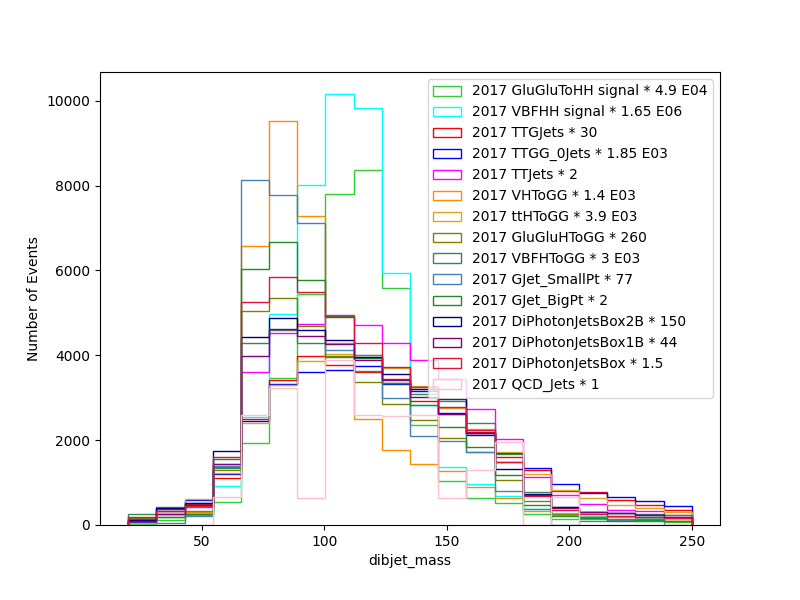 10000
8000
6000
4000
2000
0
Number of Events
50
100
150
200
250
dibjet_mass
2017 GluGluToHH signal * 4.9 E04
2017 VBFHH signal * 1.65 E06
2017 TTGJets * 30
2017 TTGG_0Jets * 1.85 E03
2017 TTJets * 2
2017 VHToGG * 1.4 E03
2017 ttHToGG * 3.9 E03
2017 GluGluHToGG * 260
2017 VBFHToGG * 3 E03
2017 GJet_SmallPt * 77
2017 GJet_BigPt * 2
2017 DiPhotonJetsBox2B * 150
2017 DiPhotonJetsBox1B * 44
2017 DiPhotonJetsBox * 1.5
2017 QCD_Jets * 1